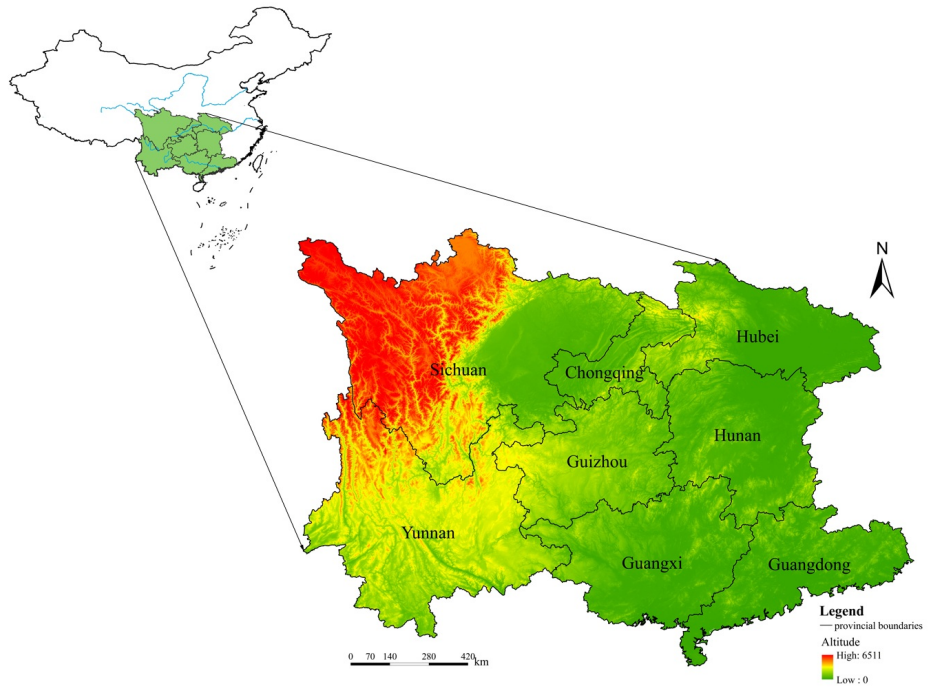 N
Hubei
Sichuan
Chongqing
Hunan
Guizhou
Yunnan
Guangxi
Guangdong
Legend
provincial boundaries
Altitude
High: 6511
Low : 0
0 70 140 280 420
km